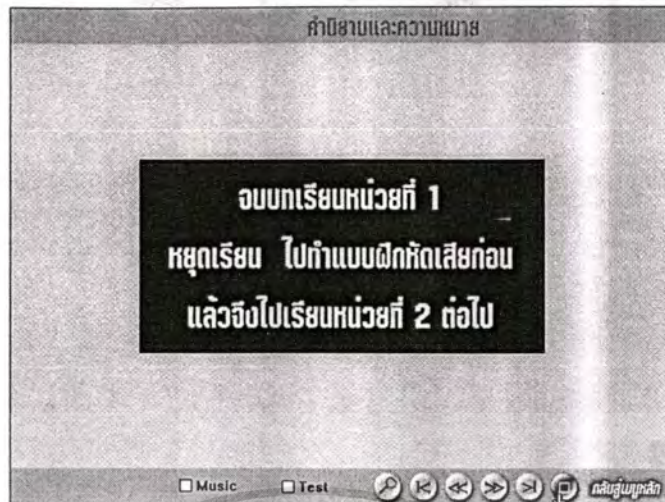 คำนิยามและความหมาย
จบบทเรียนหน่วยที่ 1
หยุดเรียน ไปทำแบบฝึกหัดเสียก่อน
แล้วจึงไปเรียนหน่วยที่ 2 ต่อไป
Music Test กลับสู่เมนูหลัก